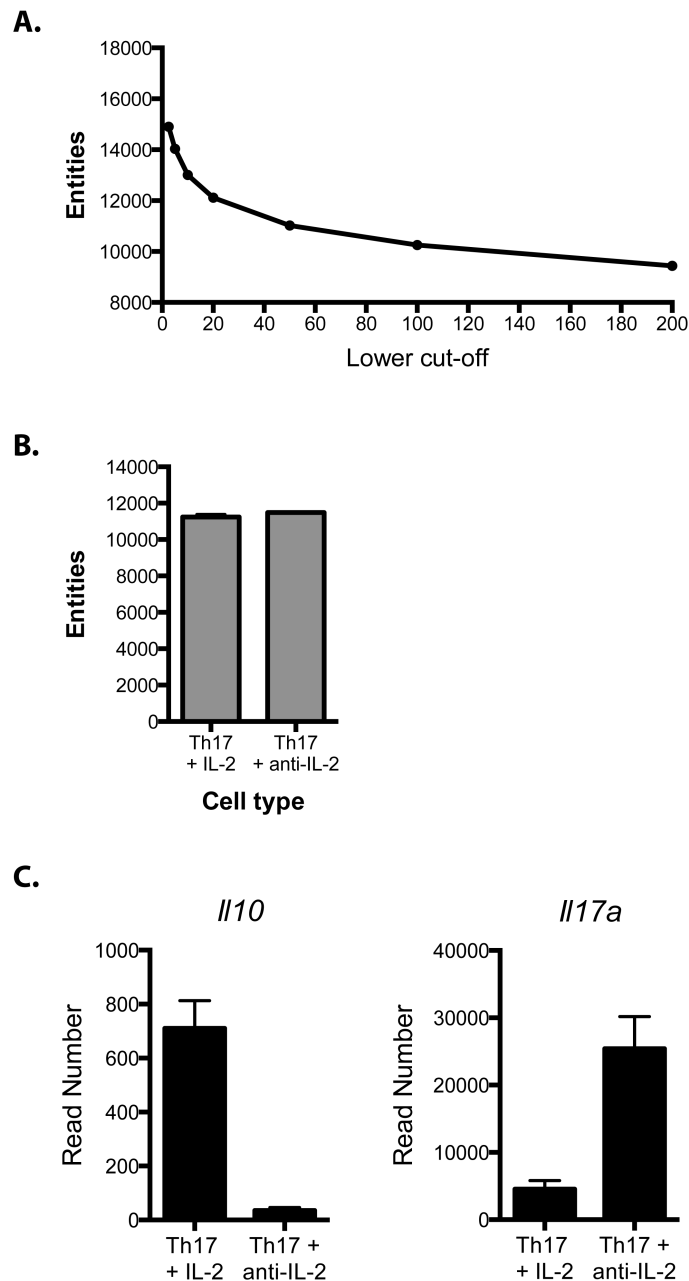 A.
18000
16000
14000
12000
10000
8000
Entities
0 20 40 60 80 100 120 140 160 180 200
Lower cut-off
B.
14000
12000
10000
8000
6000
4000
2000
0
Entities
Th17 Th17
+ IL-2 + anti-IL-2
Cell type
C.
Il10
1000
800
600
400
200
0
Read Number
Th17 Th17 +
+ IL-2 anti-IL-2
Il17a
40000
30000
20000
10000
0
Read Number
Th17 Th17 +
+ IL-2 anti-IL-2